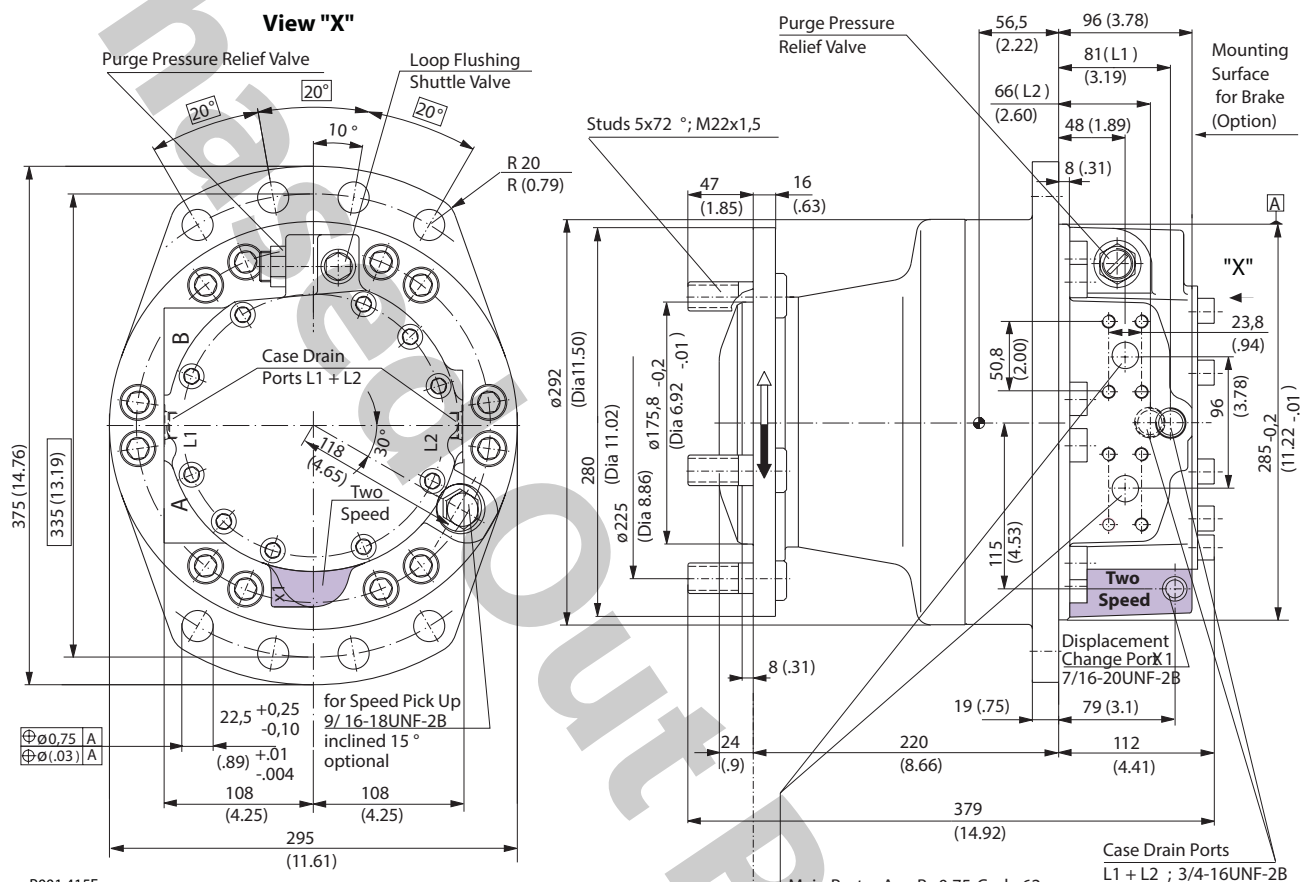 View "X"
Purge Pressure Relief Valve
Loop Flushing
Shuttle Valve
20°
20°
20°
10 °
R 20
R (0.79)
B
Case Drain
Ports L1 + L2
L1
L2
30°
118
(4.65)
A
Two
Speed
X1
375 (14.76)
335 (13.19)
⌖ ø0,75 A
⌖ ø(.03) A
22,5 +0,25
-0,10
(.89) +.01
-.004
for Speed Pick Up
9/ 16-18UNF-2B
inclined 15 °
optional
108
(4.25)
108
(4.25)
295
(11.61)
Purge Pressure
Relief Valve
56,5
(2.22)
96 (3.78)
81( L1 )
(3.19)
66( L2 )
(2.60)
48 (1.89)
8 (.31)
Mounting
Surface
for Brake
(Option)
A
"X"
Studs 5x72 °; M22x1,5
47
(1.85)
16
(.63)
ø292
(Dia11.50)
280
(Dia 11.02)
ø225
(Dia 8.86)
ø175,8 -0,2
(Dia 6.92 -.01 )
50,8
(2.00)
23,8
(.94)
96
(3.78)
285 -0,2
(11.22 -.01 )
115
(4.53)
Two
Speed
Displacement
Change Port X1
7/16-20UNF-2B
8 (.31)
19 (.75)
79 (3.1)
24
(.9)
220
(8.66)
112
(4.41)
379
(14.92)
Case Drain Ports
L1 + L2 ; 3/4-16UNF-2B